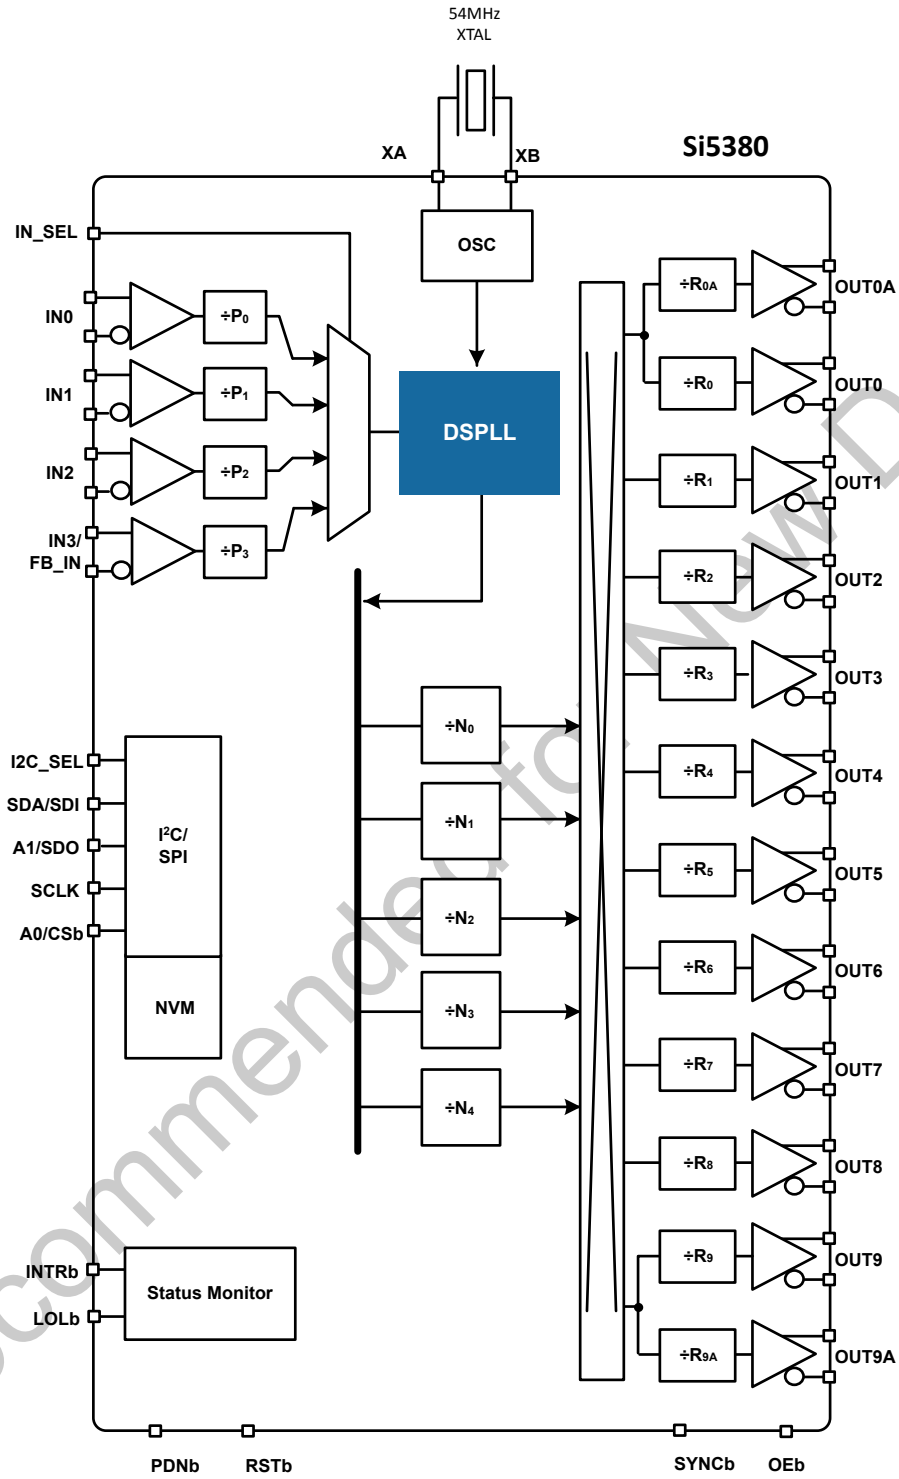 54MHz
XTAL
Si5380
XA
XB
IN_SEL
OSC
IN0
÷P0
IN1
÷P1
IN2
÷P2
IN3/
FB_IN
÷P3
DSPLL
÷R0A
OUT0A
÷R0
OUT0
÷R1
OUT1
÷R2
OUT2
÷R3
OUT3
÷R4
OUT4
÷R5
OUT5
÷R6
OUT6
÷R7
OUT7
÷R8
OUT8
÷R9
OUT9
÷R9A
OUT9A
÷N0
÷N1
÷N2
÷N3
÷N4
I2C_SEL
SDA/SDI
A1/SDO
SCLK
A0/CSb
I²C/
SPI
NVM
INTRb
LOLb
Status Monitor
PDNb
RSTb
SYNCb
OEb
commended for New D